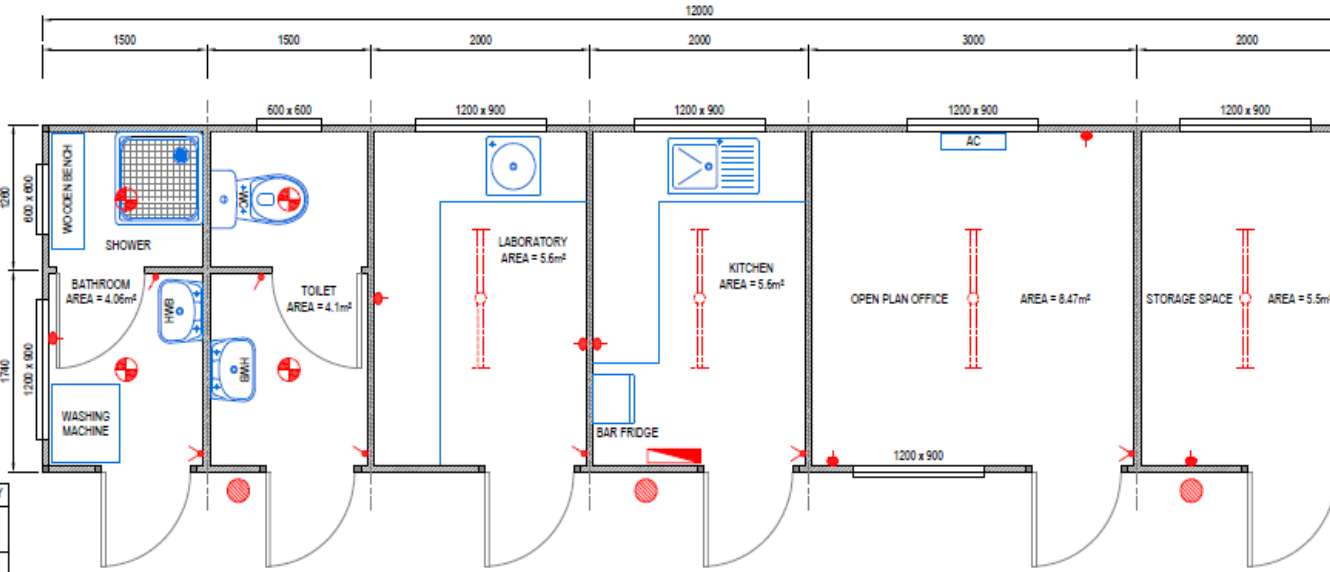 12000
1500 1500 2000 2000 3000 2000
600 x 600 1200 x 900 1200 x 900 1200 x 900 1200 x 900
1260
600 x 600
WOODEN BENCH
SHOWER
WC
AC
BATHROOM
AREA = 4.06m²
HWB
TOILET
AREA = 4.1m²
HWB
LABORATORY
AREA = 5.6m²
KITCHEN
AREA = 5.6m²
OPEN PLAN OFFICE
AREA = 8.47m²
STORAGE SPACE
AREA = 5.5m²
1740
1200 x 900
WASHING
MACHINE
BAR FRIDGE
1200 x 900
Y